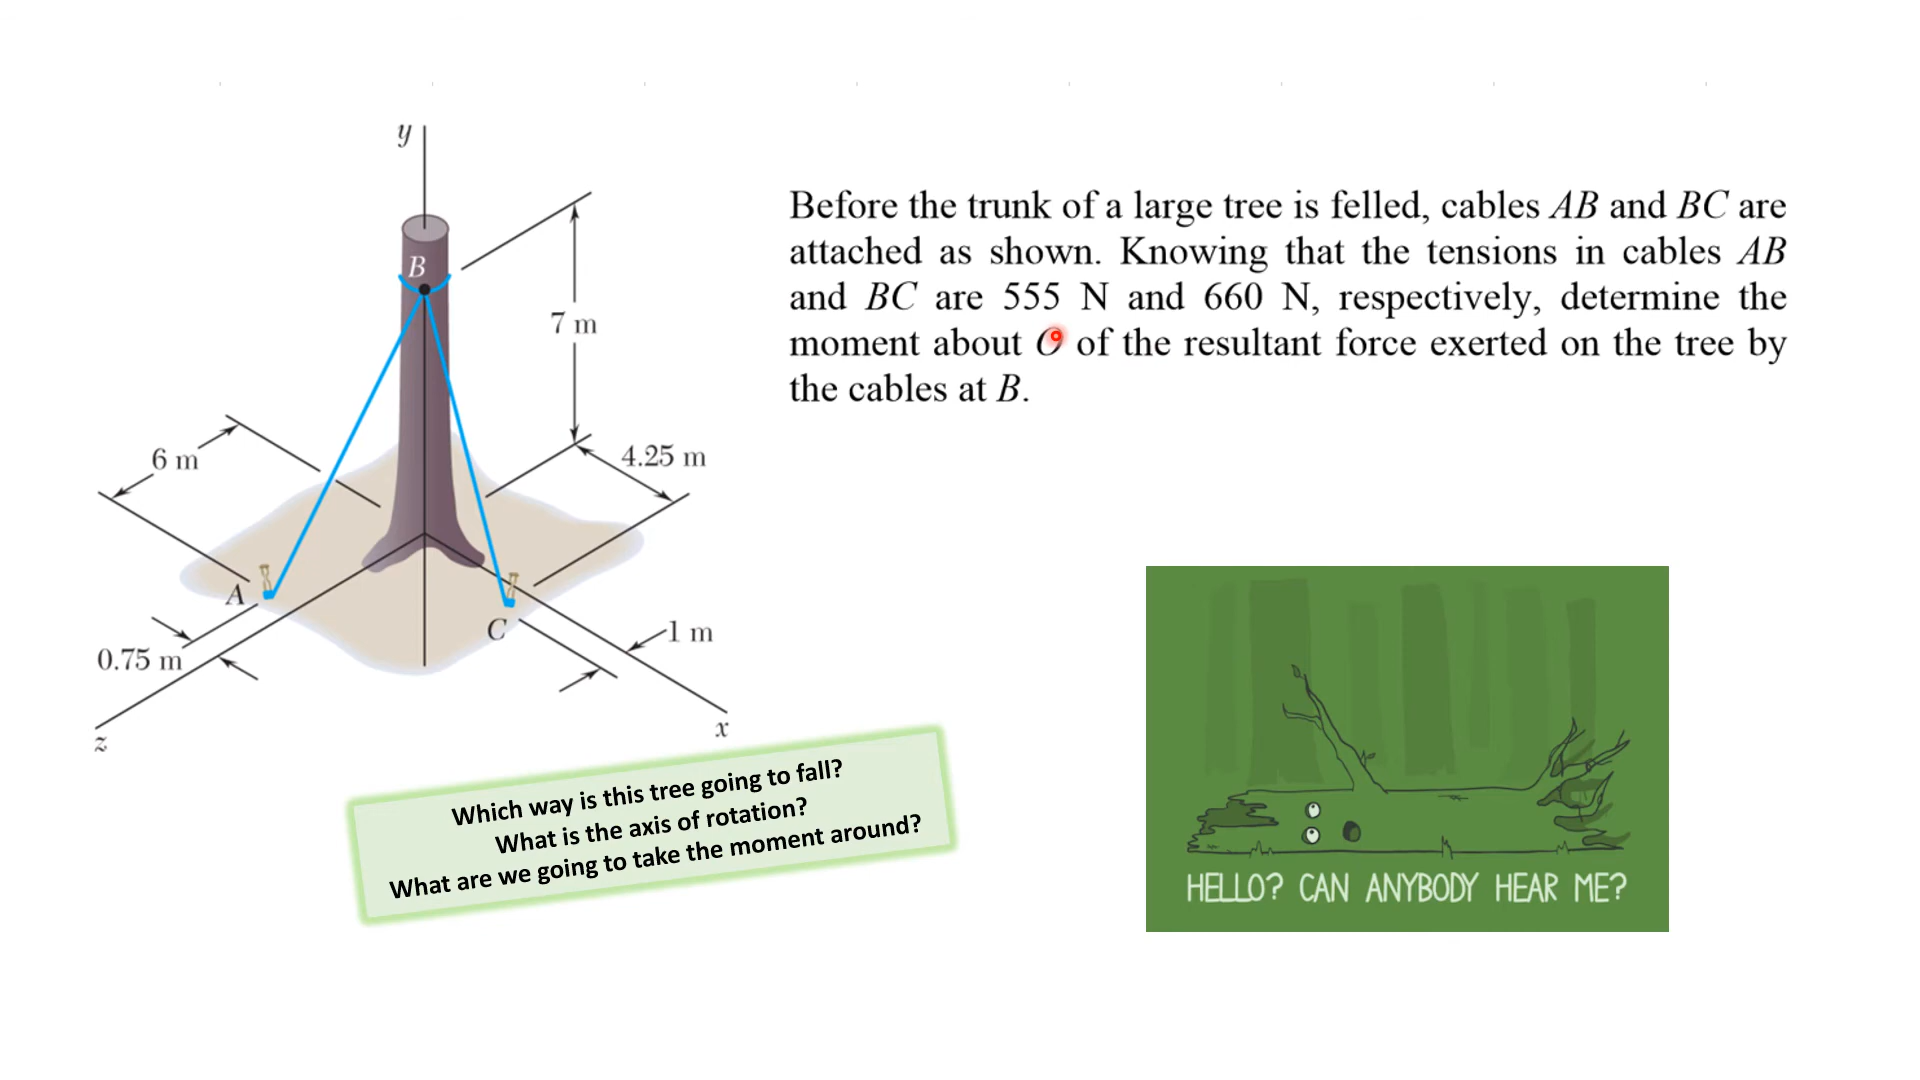 Before the trunk of a large tree is felled, cables AB and BC are
attached as shown. Knowing that the tensions in cables AB
and BC are 555 N and 660 N, respectively, determine the
moment about O of the resultant force exerted on the tree by
the cables at B.
y
B
7 m
6 m
4.25 m
A
C
1 m
0.75 m
x
z
Which way is this tree going to fall?
What is the axis of rotation?
What are we going to take the moment around?
HELLO? CAN ANYBODY HEAR ME?